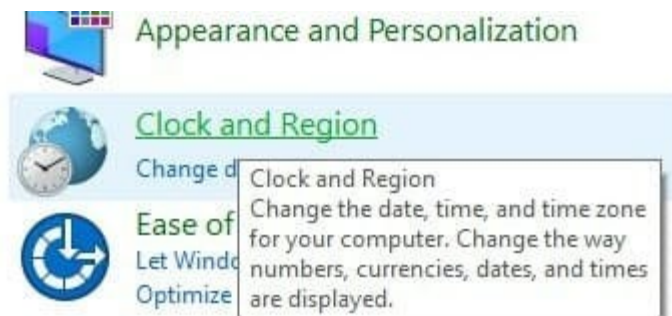 Appearance and Personalization
Clock and Region
Change d
Clock and Region
Change the date, time, and time zone
for your computer. Change the way
numbers, currencies, dates, and times
are displayed.
Ease of
Let Windo
Optimize